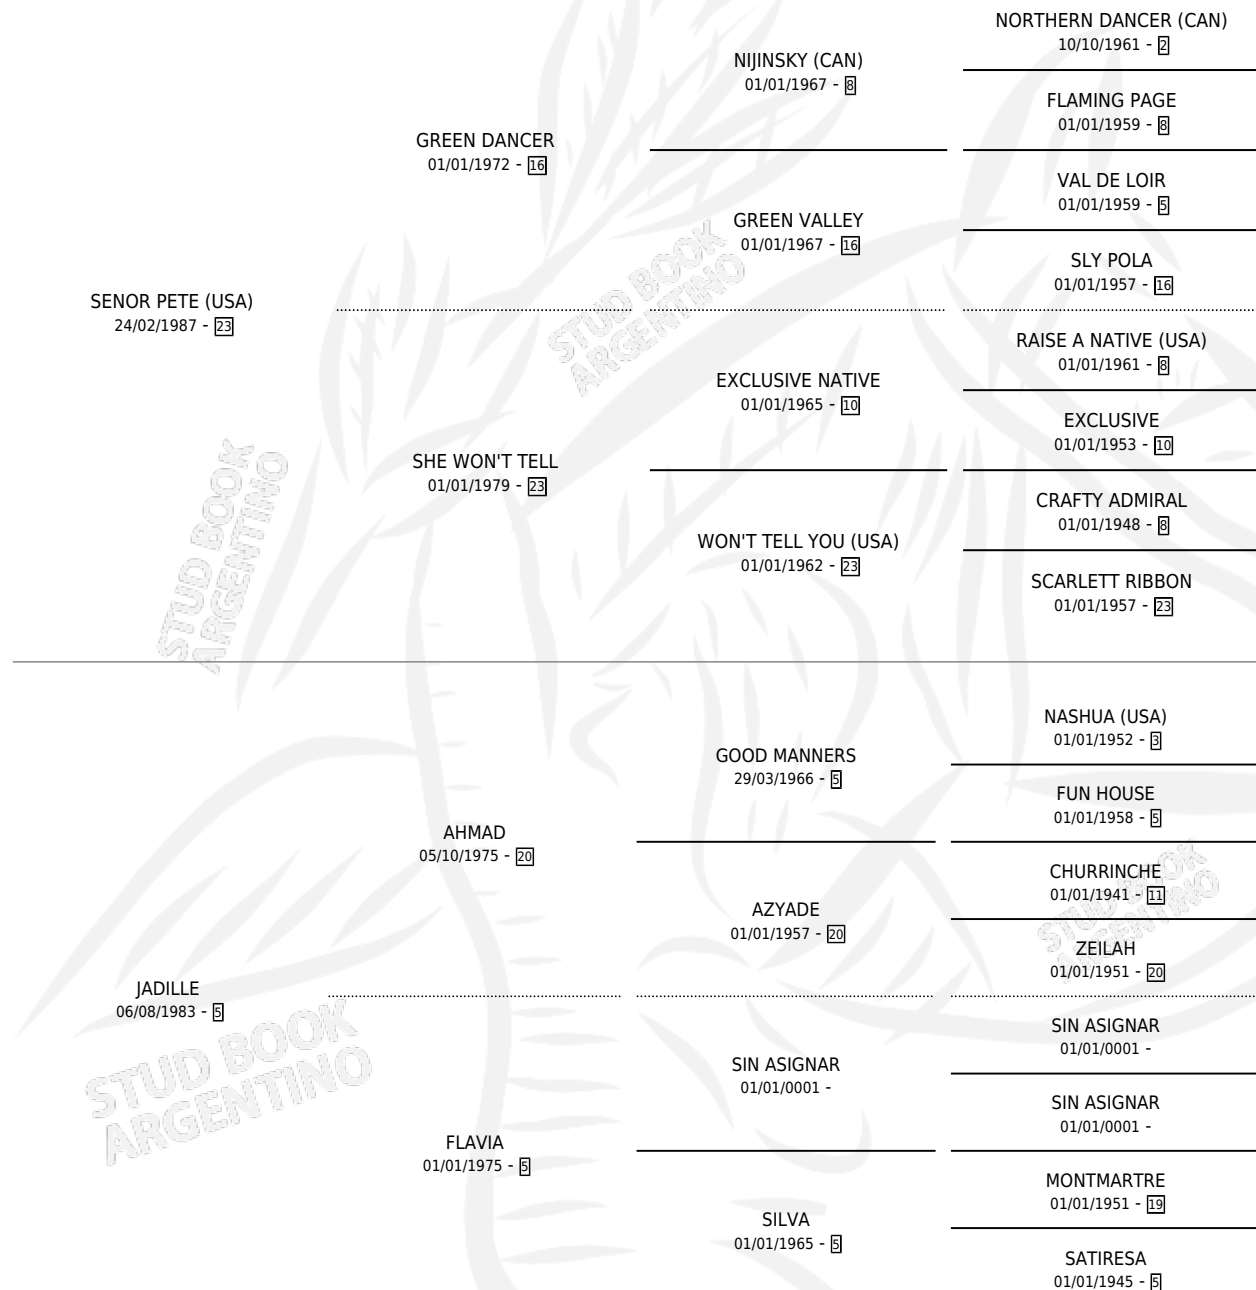 NORTHERN DANCER (CAN)
10/10/1961 - 2
NIJINSKY (CAN)
01/01/1967 - 8
FLAMING PAGE
01/01/1959 - 8
GREEN DANCER
01/01/1972 - 16
VAL DE LOIR
01/01/1959 - 5
GREEN VALLEY
01/01/1967 - 16
SLY POLA
01/01/1957 - 16
SENOR PETE (USA)
24/02/1987 - 23
RAISE A NATIVE (USA)
01/01/1961 - 8
EXCLUSIVE NATIVE
01/01/1965 - 10
EXCLUSIVE
01/01/1953 - 10
SHE WON'T TELL
01/01/1979 - 23
CRAFTY ADMIRAL
01/01/1948 - 8
WON'T TELL YOU (USA)
01/01/1962 - 23
SCARLETT RIBBON
01/01/1957 - 23
NASHUA (USA)
01/01/1952 - 3
GOOD MANNERS
29/03/1966 - 5
FUN HOUSE
01/01/1958 - 5
AHMAD
05/10/1975 - 20
CHURRINCHE
01/01/1941 - 11
AZYADE
01/01/1957 - 20
ZEILAH
01/01/1951 - 20
JADILLE
06/08/1983 - 5
SIN ASIGNAR
01/01/0001 -
SIN ASIGNAR
01/01/0001 -
SIN ASIGNAR
01/01/0001 -
FLAVIA
01/01/1975 - 5
MONTMARTRE
01/01/1951 - 19
SILVA
01/01/1965 - 5
SATIRESA
01/01/1945 - 5
STUD BOOK
ARGENTINO
STUD BOOK
ARGENTINO
STUD BOOK
ARGENTINO
STUD BOOK
ARGENTINO